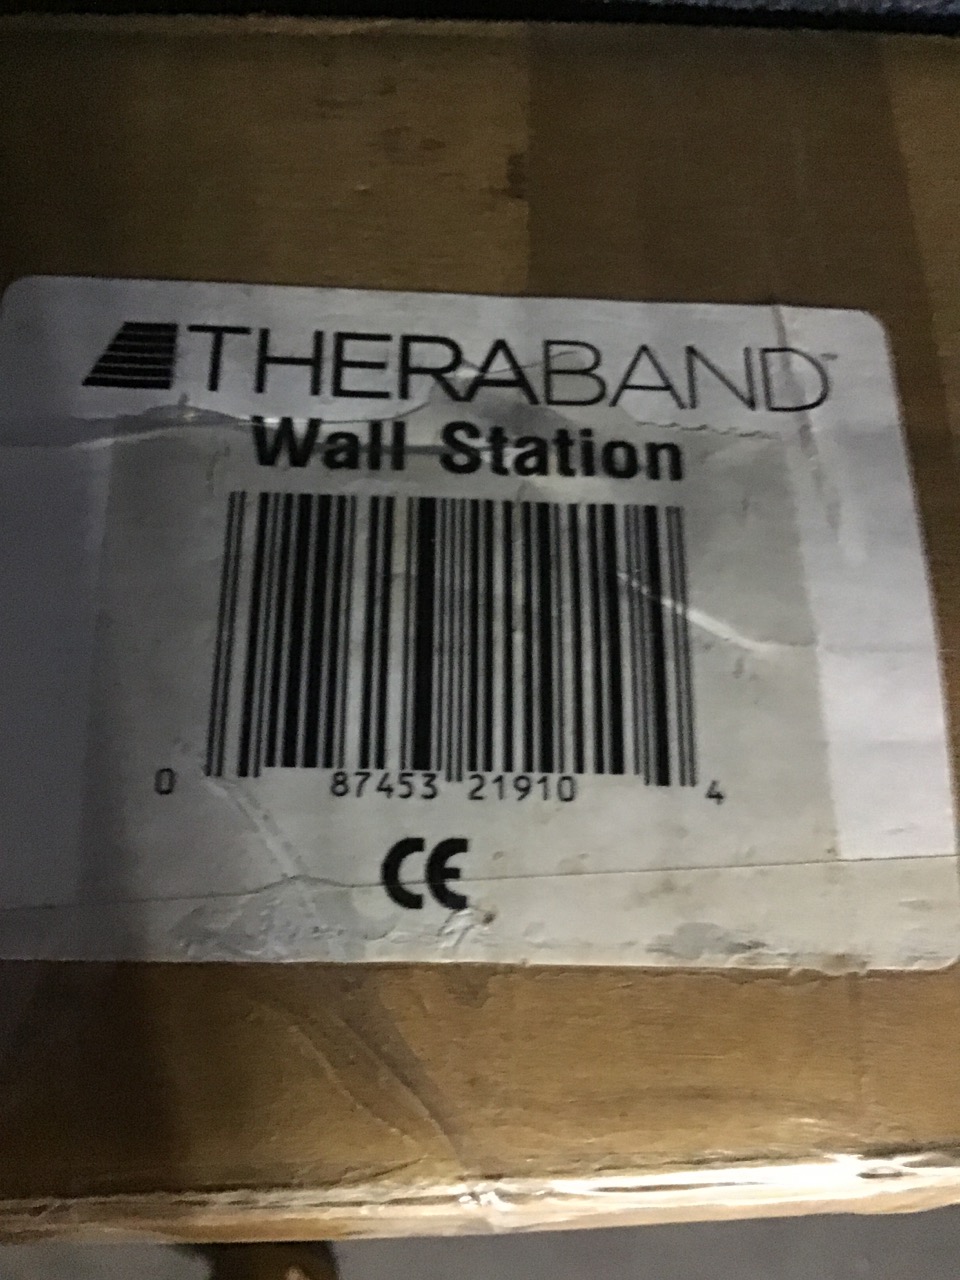 THERABAND™
Wall Station
0 87453 21910 4
CE